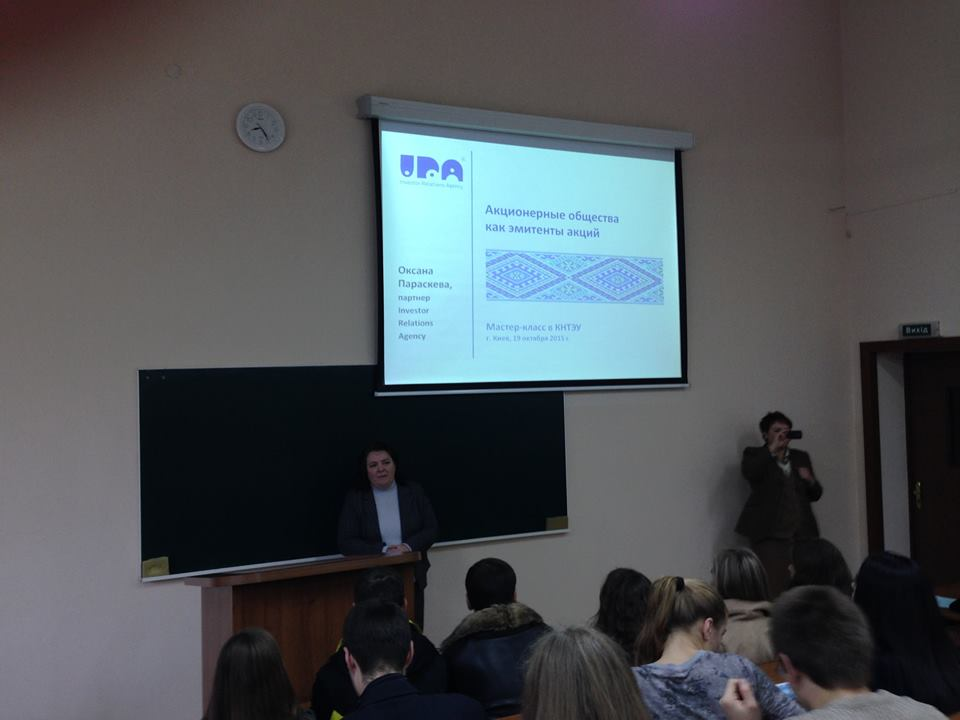 Investor Relations Agency
Акционерные общества
как эмитенты акций
Оксана
Параскева,
партнер
Investor
Relations
Agency
Мастер-класс в КНТЭУ
г. Киев, 19 октября 2015 г.
Вихід